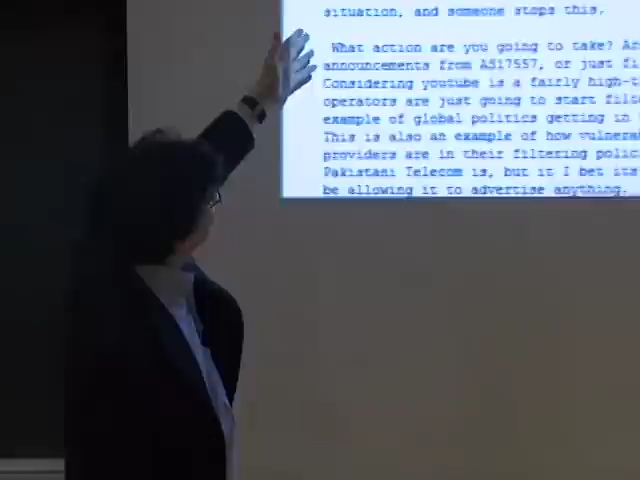 situation, and someone stops this.
What action are you going to take? Ar
announcements from AS17557, or just fi
Considering youtube is a fairly high-t
operators are just going to start filt
example of global politics getting in
This is also an example of how vulnera
providers are in their filtering polic
Pakistani Telecom is, but it I bet its
be allowing it to advertise anything.